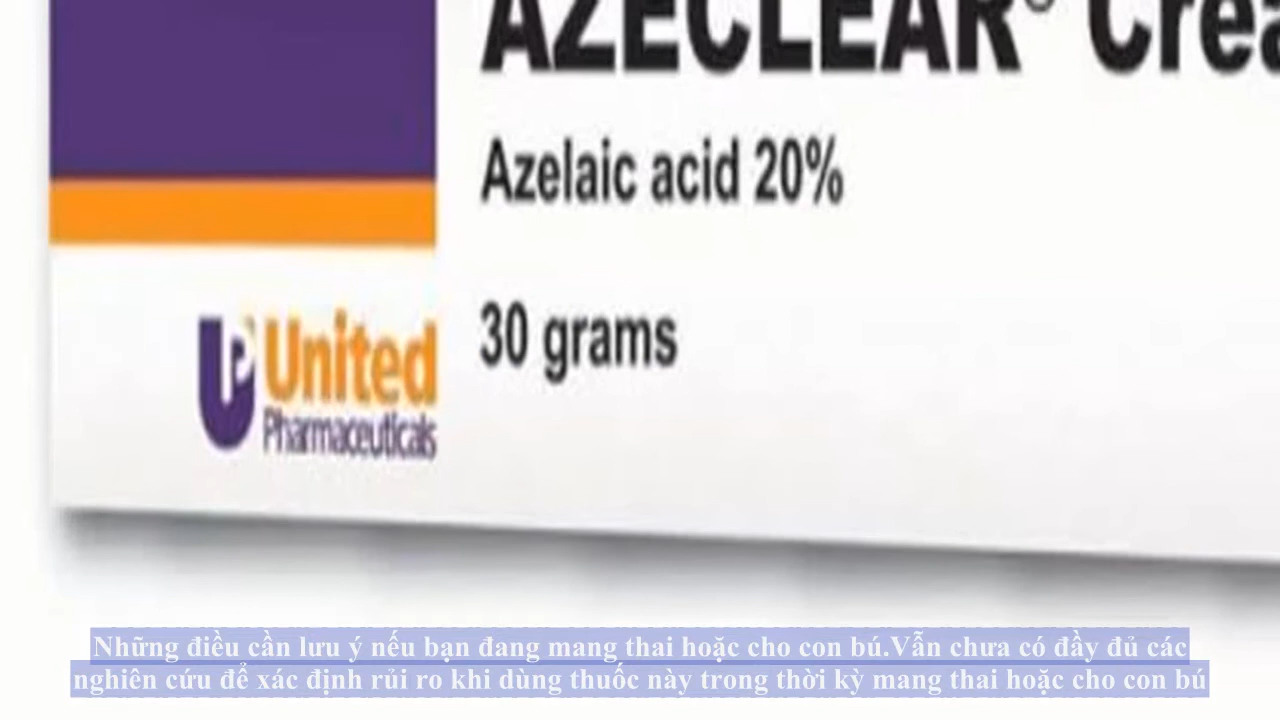 AZECLEAR® Crea
Azelaic acid 20%
30 grams
UP United
Pharmaceuticals
Những điều cần lưu ý nếu bạn đang mang thai hoặc cho con bú.Vẫn chưa có đầy đủ các
nghiên cứu để xác định rủi ro khi dùng thuốc này trong thời kỳ mang thai hoặc cho con bú